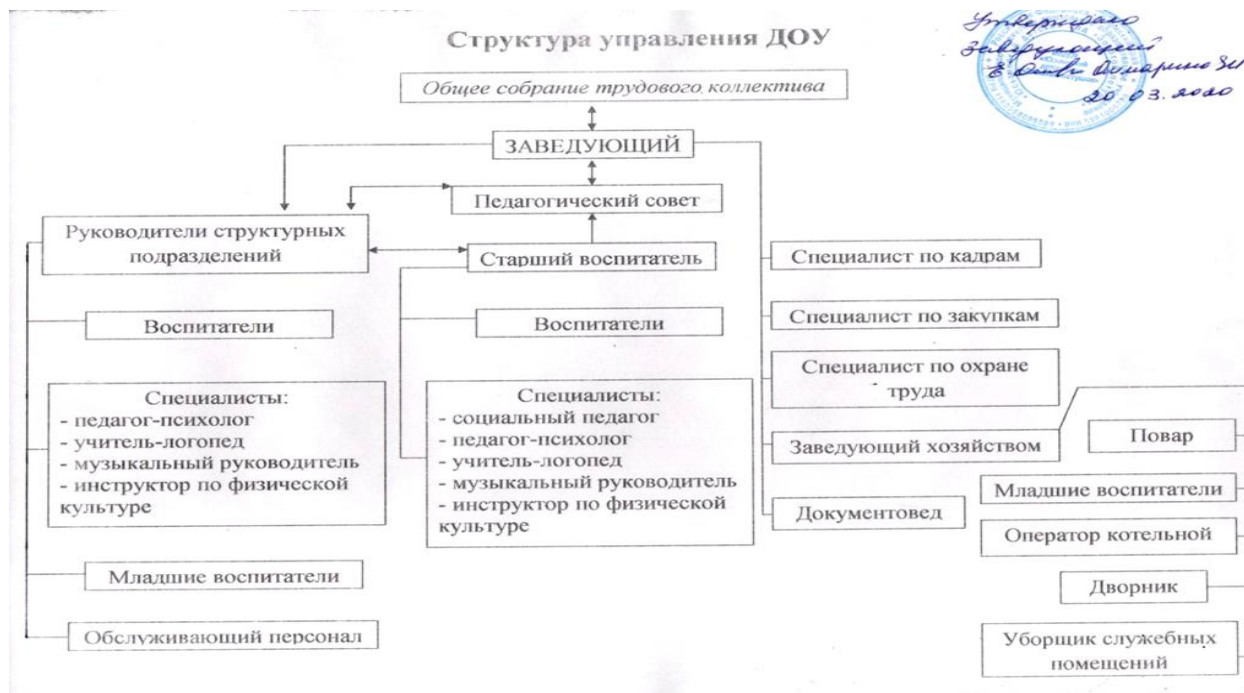 Структура управления ДОУ
20 03.2020
Общее собрание трудового коллектива
ЗАВЕДУЮЩИЙ
Педагогический совет
Руководители структурных
подразделений
Старший воспитатель
Специалист по кадрам
Воспитатели
Воспитатели
Специалист по закупкам
Специалист по охране
труда
Специалисты:
- педагог-психолог
- учитель-логопед
- музыкальный руководитель
- инструктор по физической
культуре
Специалисты:
- социальный педагог
- педагог-психолог
- учитель-логопед
- музыкальный руководитель
- инструктор по физической
культуре
Заведующий хозяйством
Документовед
Повар
Младшие воспитатели
Оператор котельной
Дворник
Уборщик служебных
помещений
Младшие воспитатели
Обслуживающий персонал